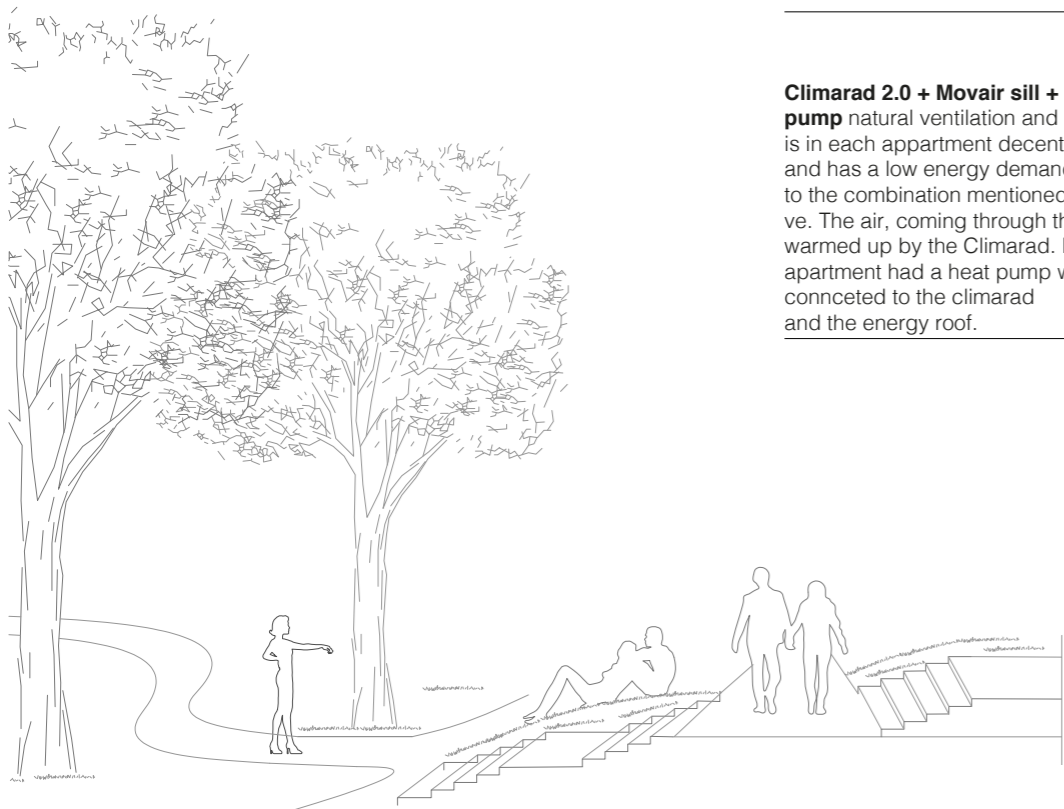 Climarad 2.0 + Movair sill +
pump natural ventilation and
is in each appartment decent
and has a low energy demand
to the combination mentioned
ve. The air, coming through th
warmed up by the Climarad.
apartment had a heat pump w
connceted to the climarad
and the energy roof.